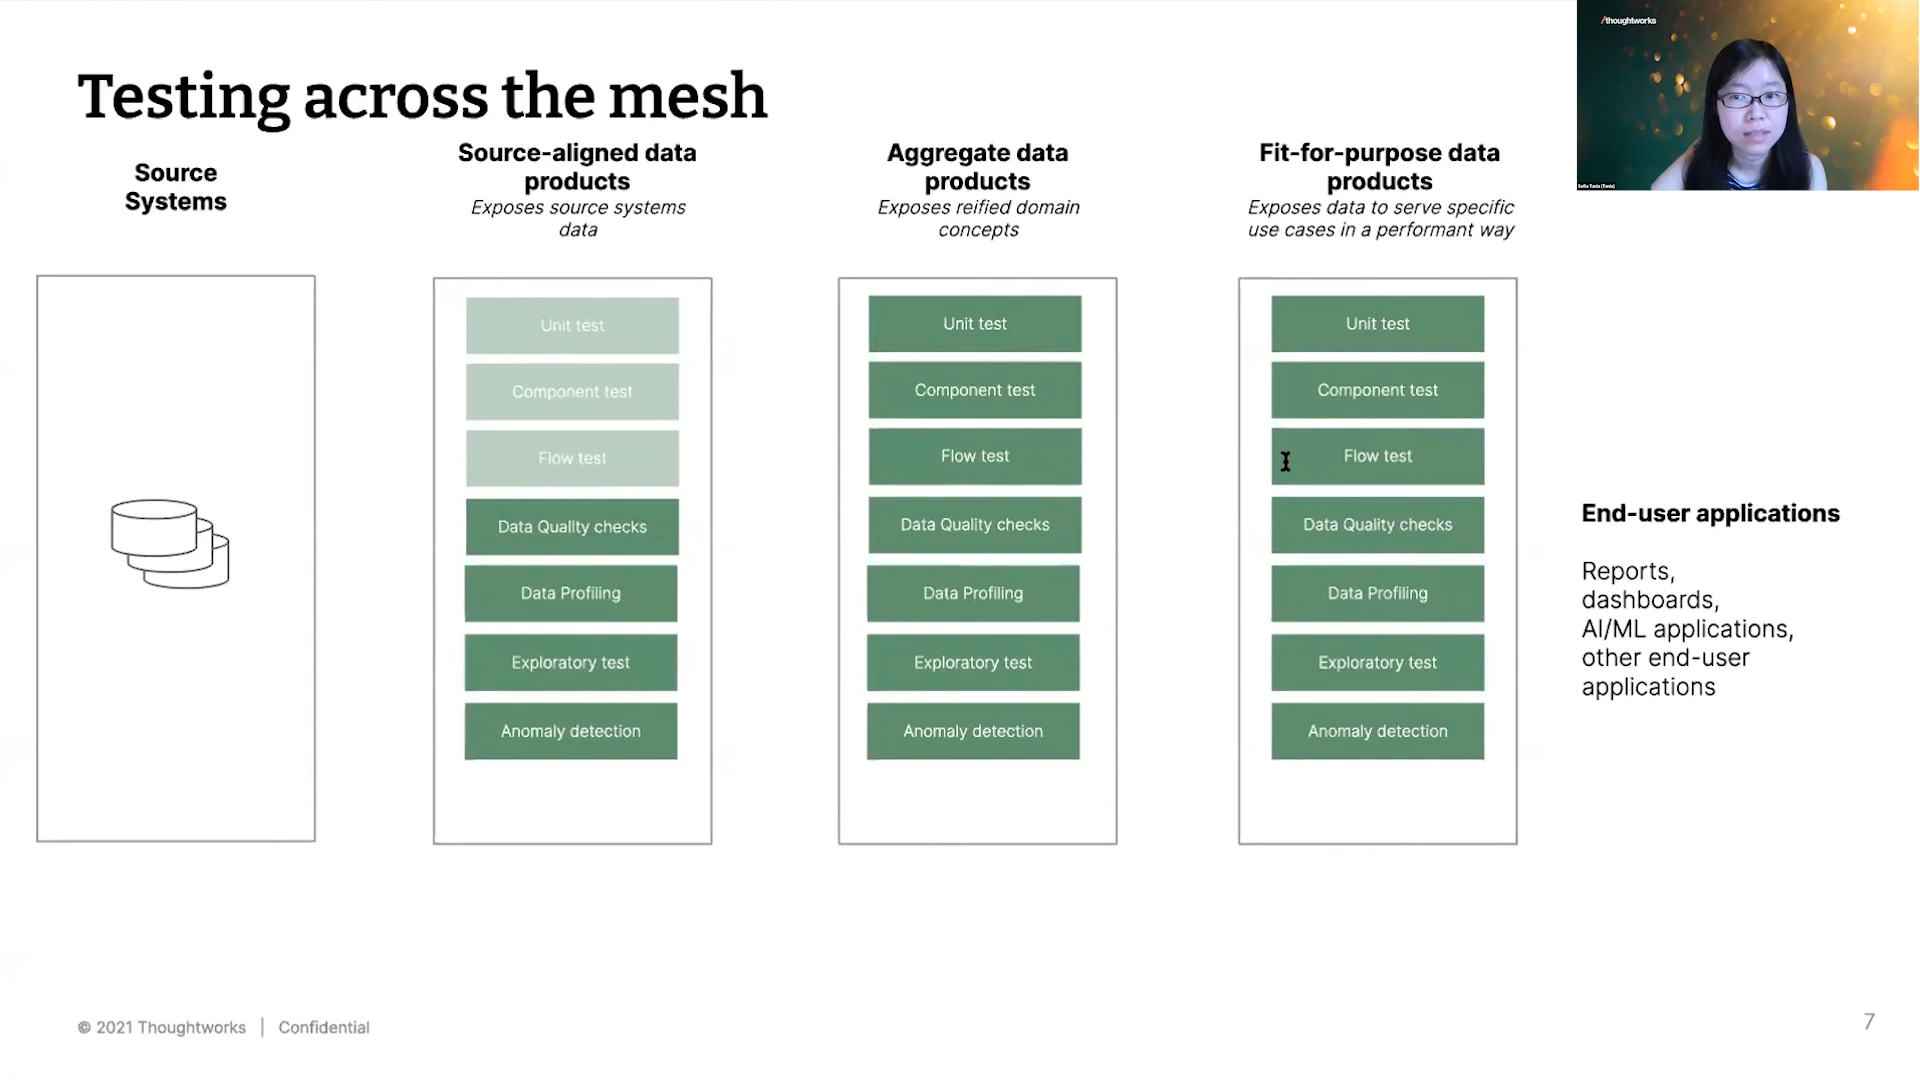 /thoughtworks
Testing across the mesh
Source
Systems
Source-aligned data
products
Exposes source systems
data
Aggregate data
products
Exposes reified domain
concepts
Fit-for-purpose data
products
Exposes data to serve specific
use cases in a performant way
Unit test
Component test
Flow test
Data Quality checks
Data Profiling
Exploratory test
Anomaly detection
Unit test
Component test
Flow test
Data Quality checks
Data Profiling
Exploratory test
Anomaly detection
Unit test
Component test
Flow test
Data Quality checks
Data Profiling
Exploratory test
Anomaly detection
End-user applications
Reports,
dashboards,
AI/ML applications,
other end-user
applications
Sofia Tania (Tania)
© 2021 Thoughtworks | Confidential
7